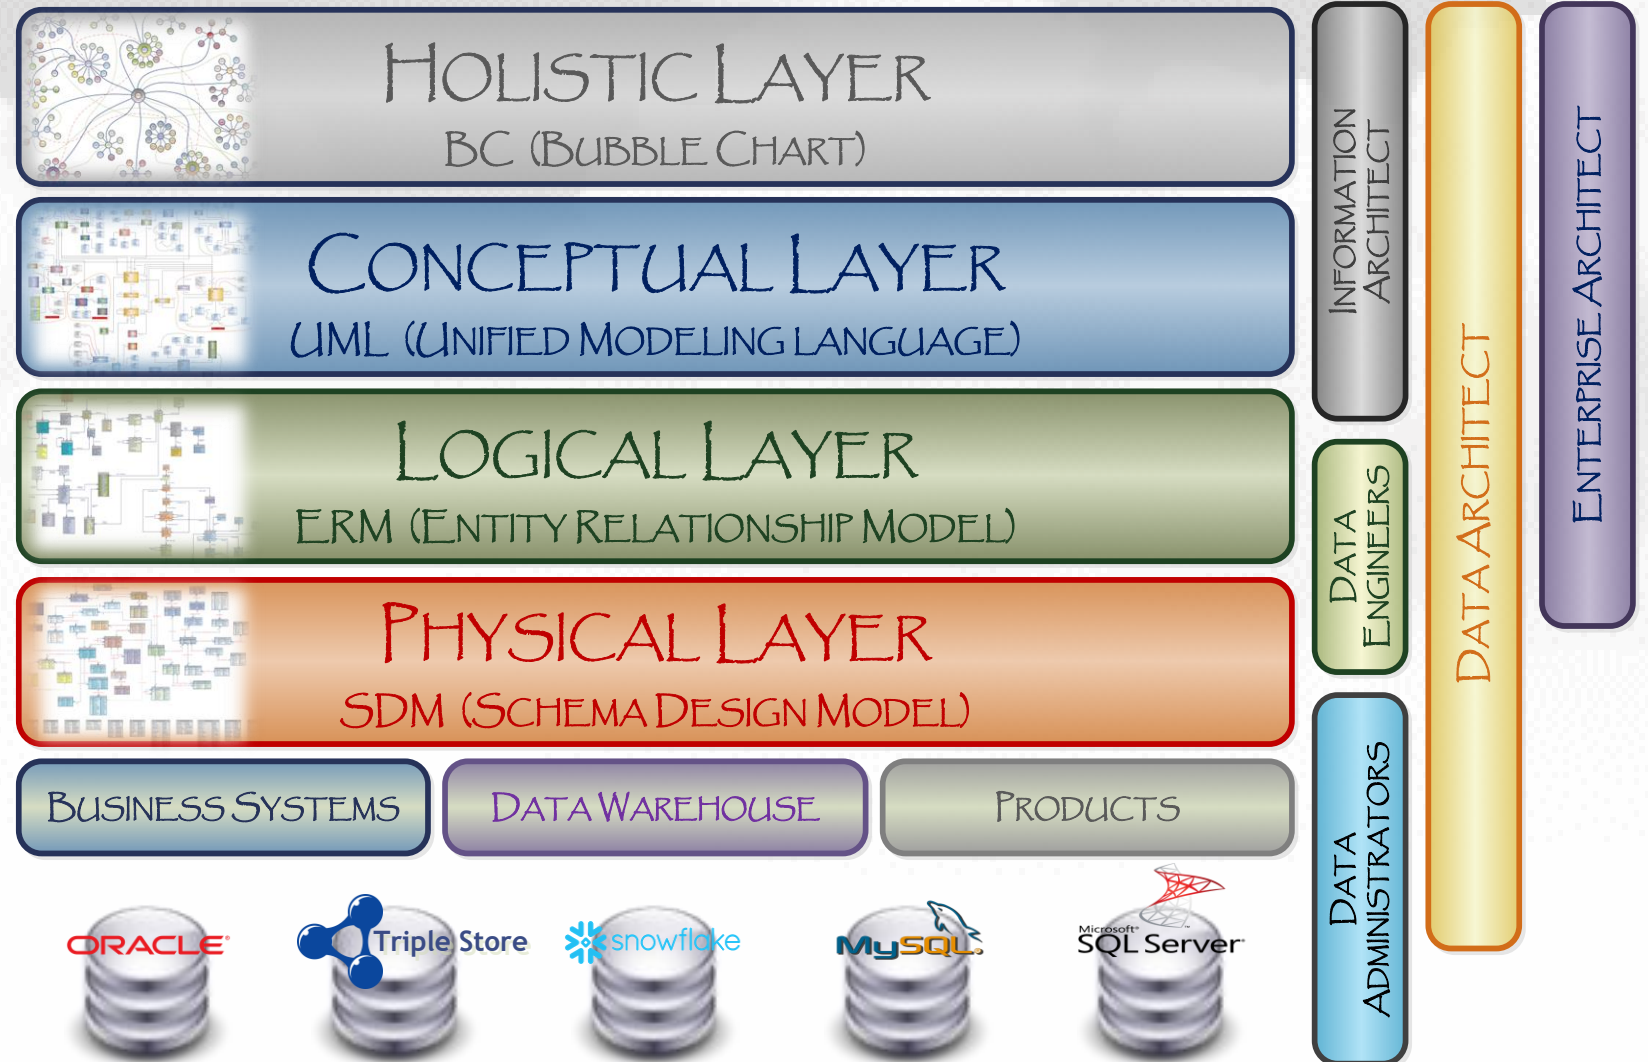 HOLISTIC LAYER
BC (BUBBLE CHART)
CONCEPTUAL LAYER
UML (UNIFIED MODELING LANGUAGE)
LOGICAL LAYER
ERM (ENTITY RELATIONSHIP MODEL)
PHYSICAL LAYER
SDM (SCHEMA DESIGN MODEL)
BUSINESS SYSTEMS
DATA WAREHOUSE
PRODUCTS
ORACLE®
Triple Store
snowflake
MySQL®
Microsoft®
SQL Server®
INFORMATION
ARCHITECT
DATA
ENGINEERS
DATA
ADMINISTRATORS
DATA ARCHITECT
ENTERPRISE ARCHITECT